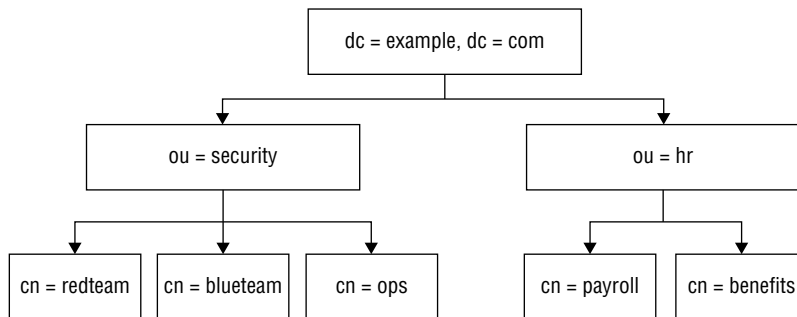 dc = example, dc = com
ou = security
ou = hr
cn = redteam
cn = blueteam
cn = ops
cn = payroll
cn = benefits